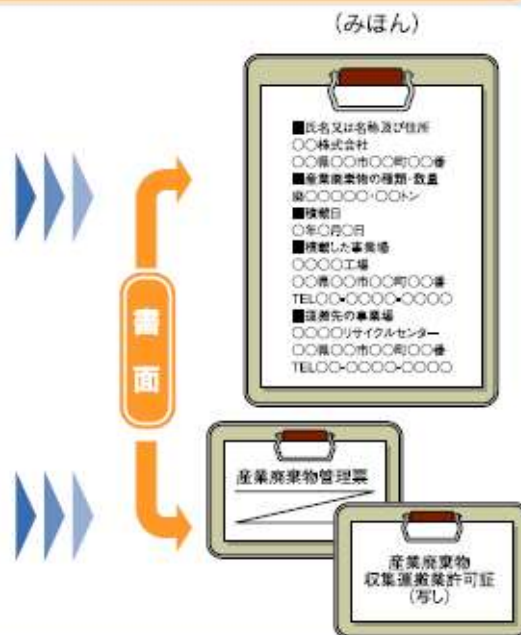 (みほん)
■氏名又は名称及び住所
○○株式会社
○○県○○市○○町○○番
■産業廃棄物の種類・数量
廃○○○○○・○○トン
■積載日
○年○月○日
■積載した事業場
○○○○工場
○○県○○市○○町○○番
TEL○○-○○○○-○○○○
■運搬先の事業場
○○○○リサイクルセンター
○○県○○市○○町○○番
TEL○○-○○○○-○○○○
書面
産業廃棄物管理票
産業廃棄物
収集運搬業許可証
(写し)